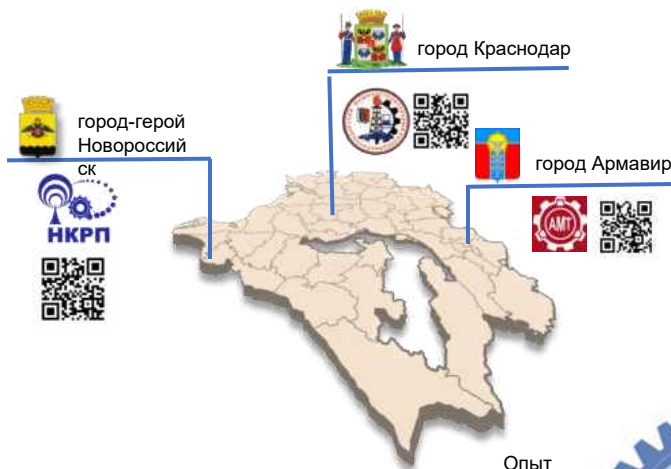 город Краснодар
город-герой
Новороссий
ск
город Армавир
НКРП
АМТ
Опыт